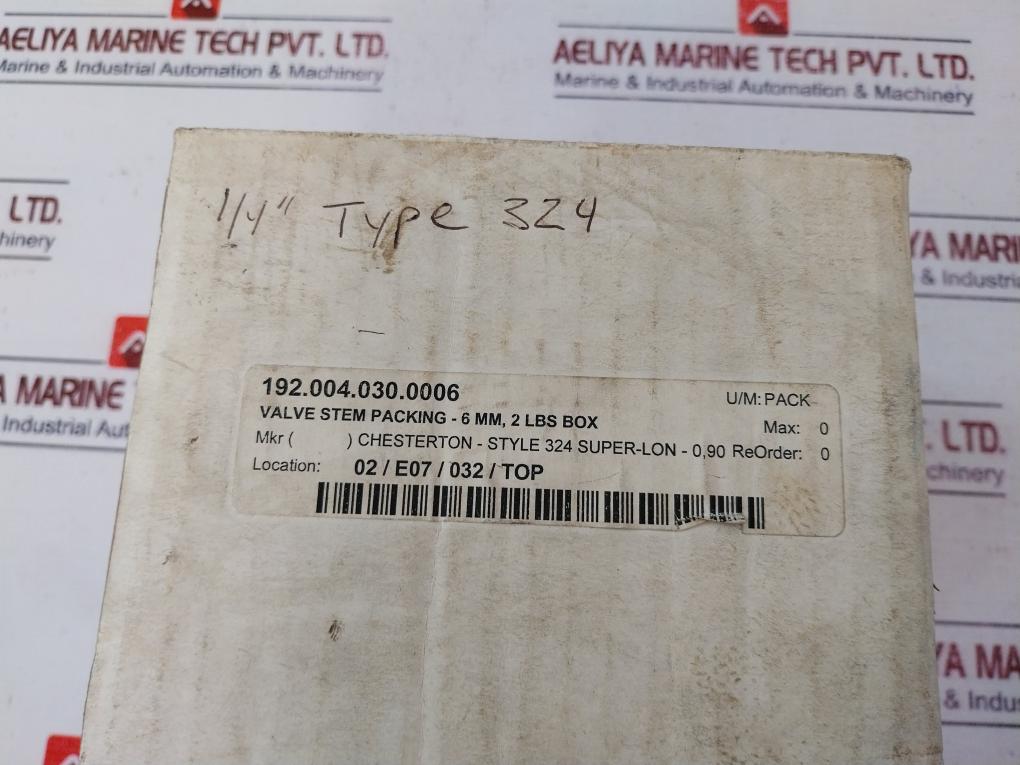 AELIYA MARINE TECH PVT. LTD.
Marine & Industrial Automation & Machinery
AELIYA MARINE TECH PVT. LTD.
Marine & Industrial Automation & Machinery
LTD.
hinery
YA MARI
& Industri
A MARINE
Industrial Aut
chinery
YA MA
& Indus
1/4" Type 324
192.004.030.0006
U/M: PACK
VALVE STEM PACKING - 6 MM, 2 LBS BOX
Max: 0
Mkr ( ) CHESTERTON - STYLE 324 SUPER-LON - 0,90 ReOrder: 0
Location: 02 / E07 / 032 / TOP